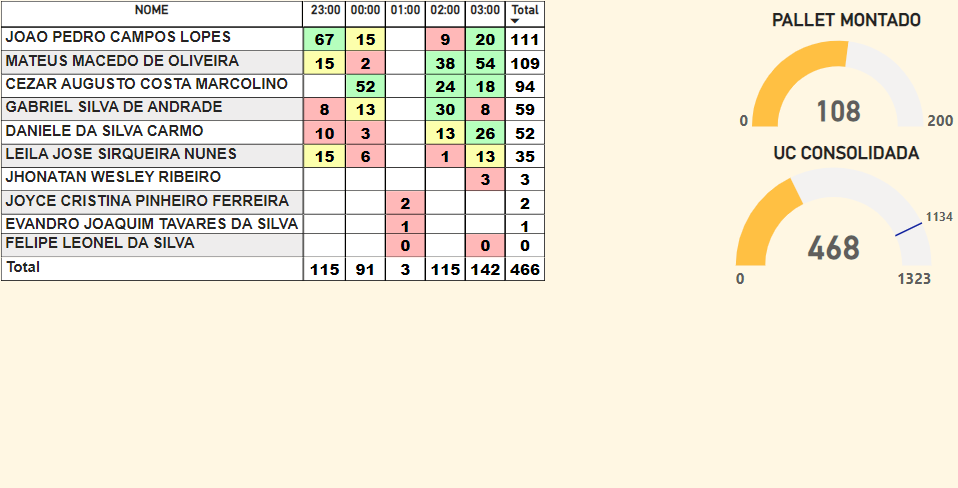 NOME 23:00 00:00 01:00 02:00 03:00 Total
JOAO PEDRO CAMPOS LOPES 67 15 9 20 111
MATEUS MACEDO DE OLIVEIRA 15 2 38 54 109
CEZAR AUGUSTO COSTA MARCOLINO 52 24 18 94
GABRIEL SILVA DE ANDRADE 8 13 30 8 59
DANIELE DA SILVA CARMO 10 3 13 26 52
LEILA JOSE SIRQUEIRA NUNES 15 6 1 13 35
JHONATAN WESLEY RIBEIRO 3 3
JOYCE CRISTINA PINHEIRO FERREIRA 2 2
EVANDRO JOAQUIM TAVARES DA SILVA 1 1
FELIPE LEONEL DA SILVA 0 0 0
Total 115 91 3 115 142 466
PALLET MONTADO
108
0 200
UC CONSOLIDADA
1134
468
0 1323